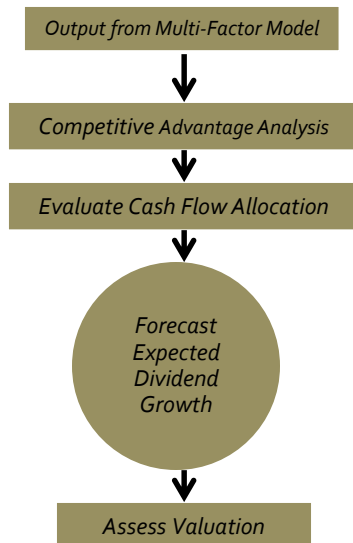 Output from Multi-Factor Model
Competitive Advantage Analysis
Evaluate Cash Flow Allocation
Forecast
Expected
Dividend
Growth
Assess Valuation